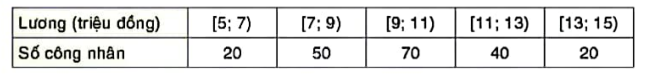 Lương (triệu đồng) [5; 7) [7; 9) [9; 11) [11; 13) [13; 15)
Số công nhân 20 50 70 40 20